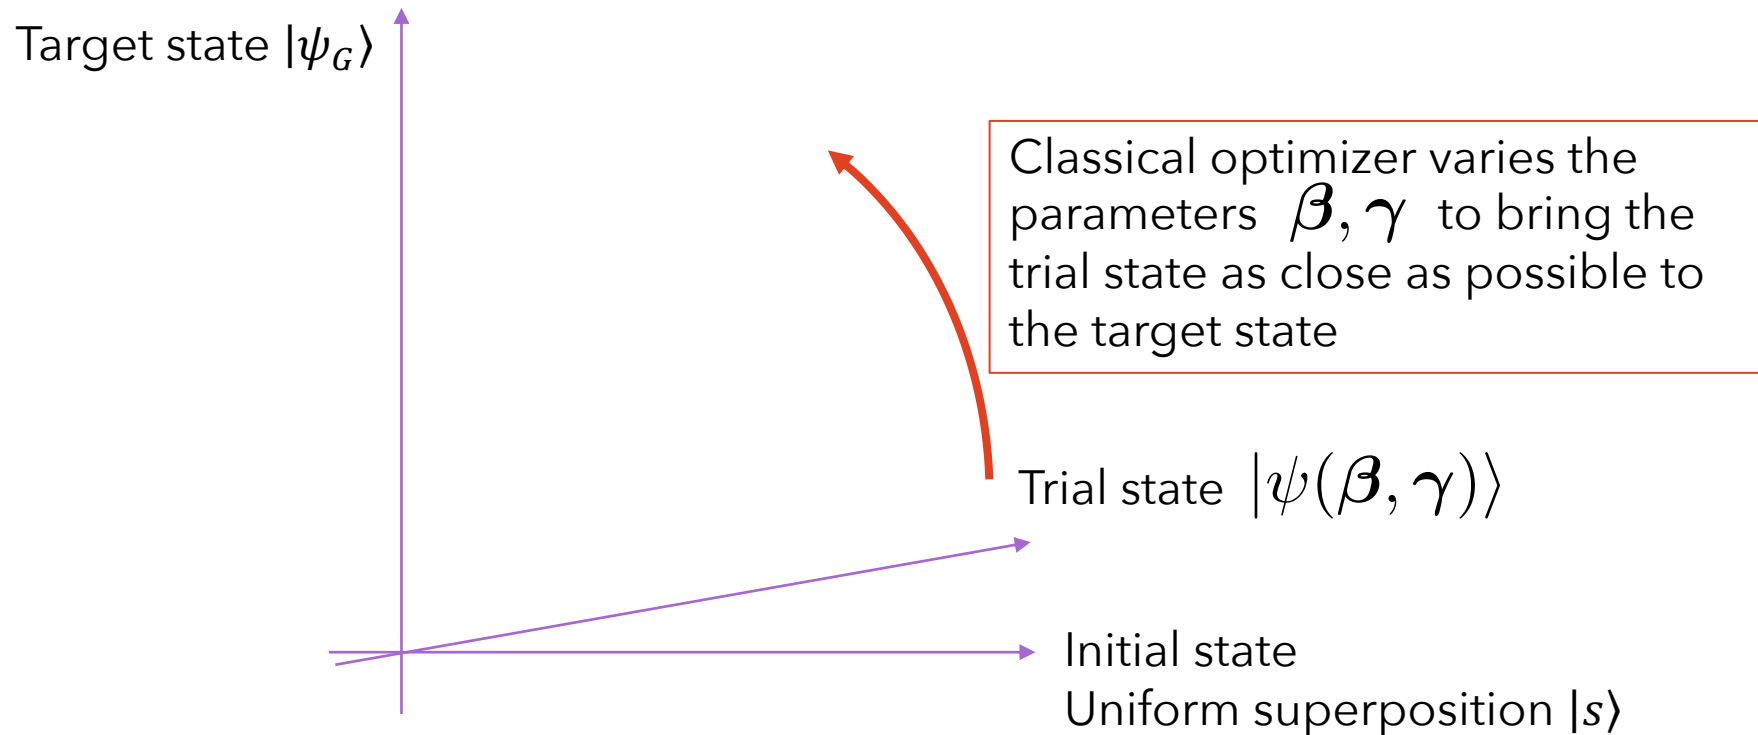 Target state |ψ_G⟩
Classical optimizer varies the
parameters β, γ to bring the
trial state as close as possible to
the target state
Trial state |ψ(β, γ)⟩
Initial state
Uniform superposition |s⟩